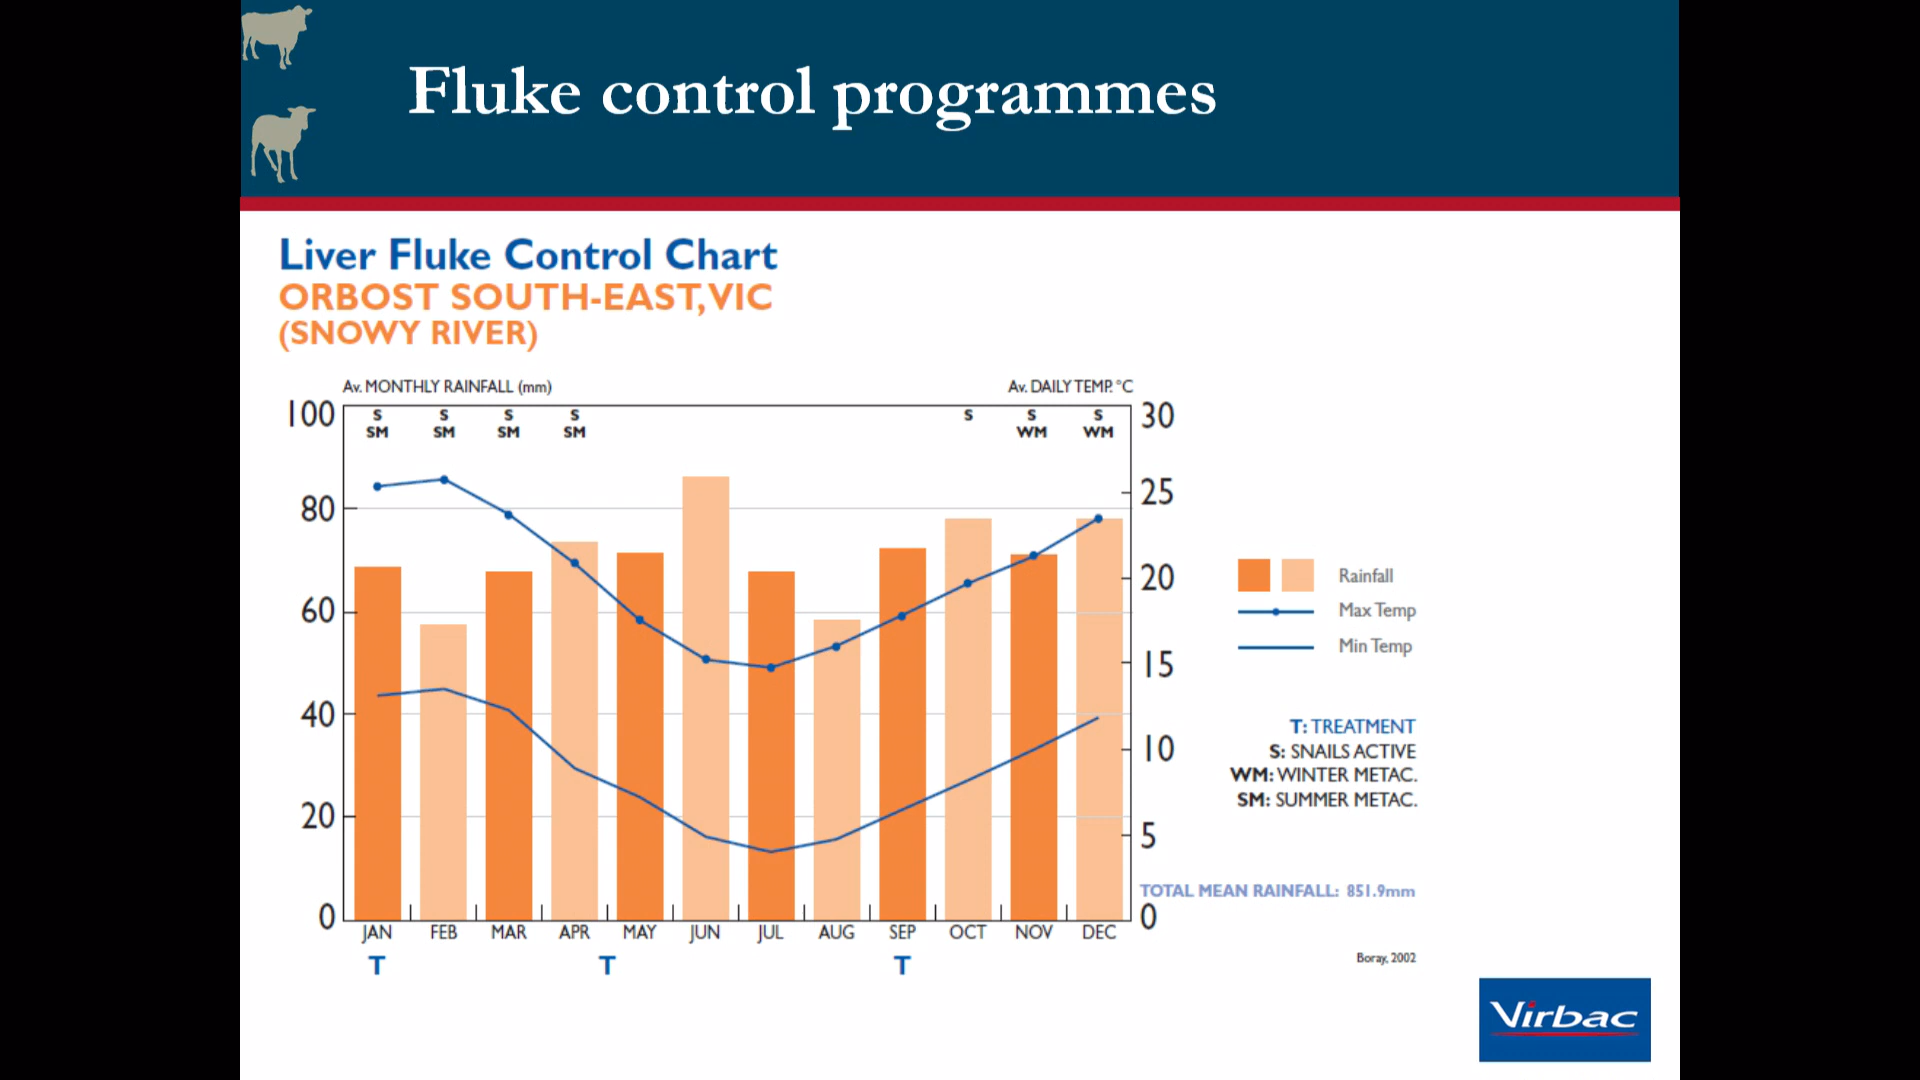 Fluke control programmes
Liver Fluke Control Chart
ORBOST SOUTH-EAST, VIC
(SNOWY RIVER)
Av. MONTHLY RAINFALL (mm) Av. DAILY TEMP. °C
100 S S S S S S S 30
SM SM SM SM WM WM
80 25
60 20
40 15
20 10
0 5
0
Rainfall
Max Temp
Min Temp
T: TREATMENT
S: SNAILS ACTIVE
WM: WINTER METAC.
SM: SUMMER METAC.
TOTAL MEAN RAINFALL: 851.9mm
JAN FEB MAR APR MAY JUN JUL AUG SEP OCT NOV DEC
T T T
Boray, 2002
Virbac